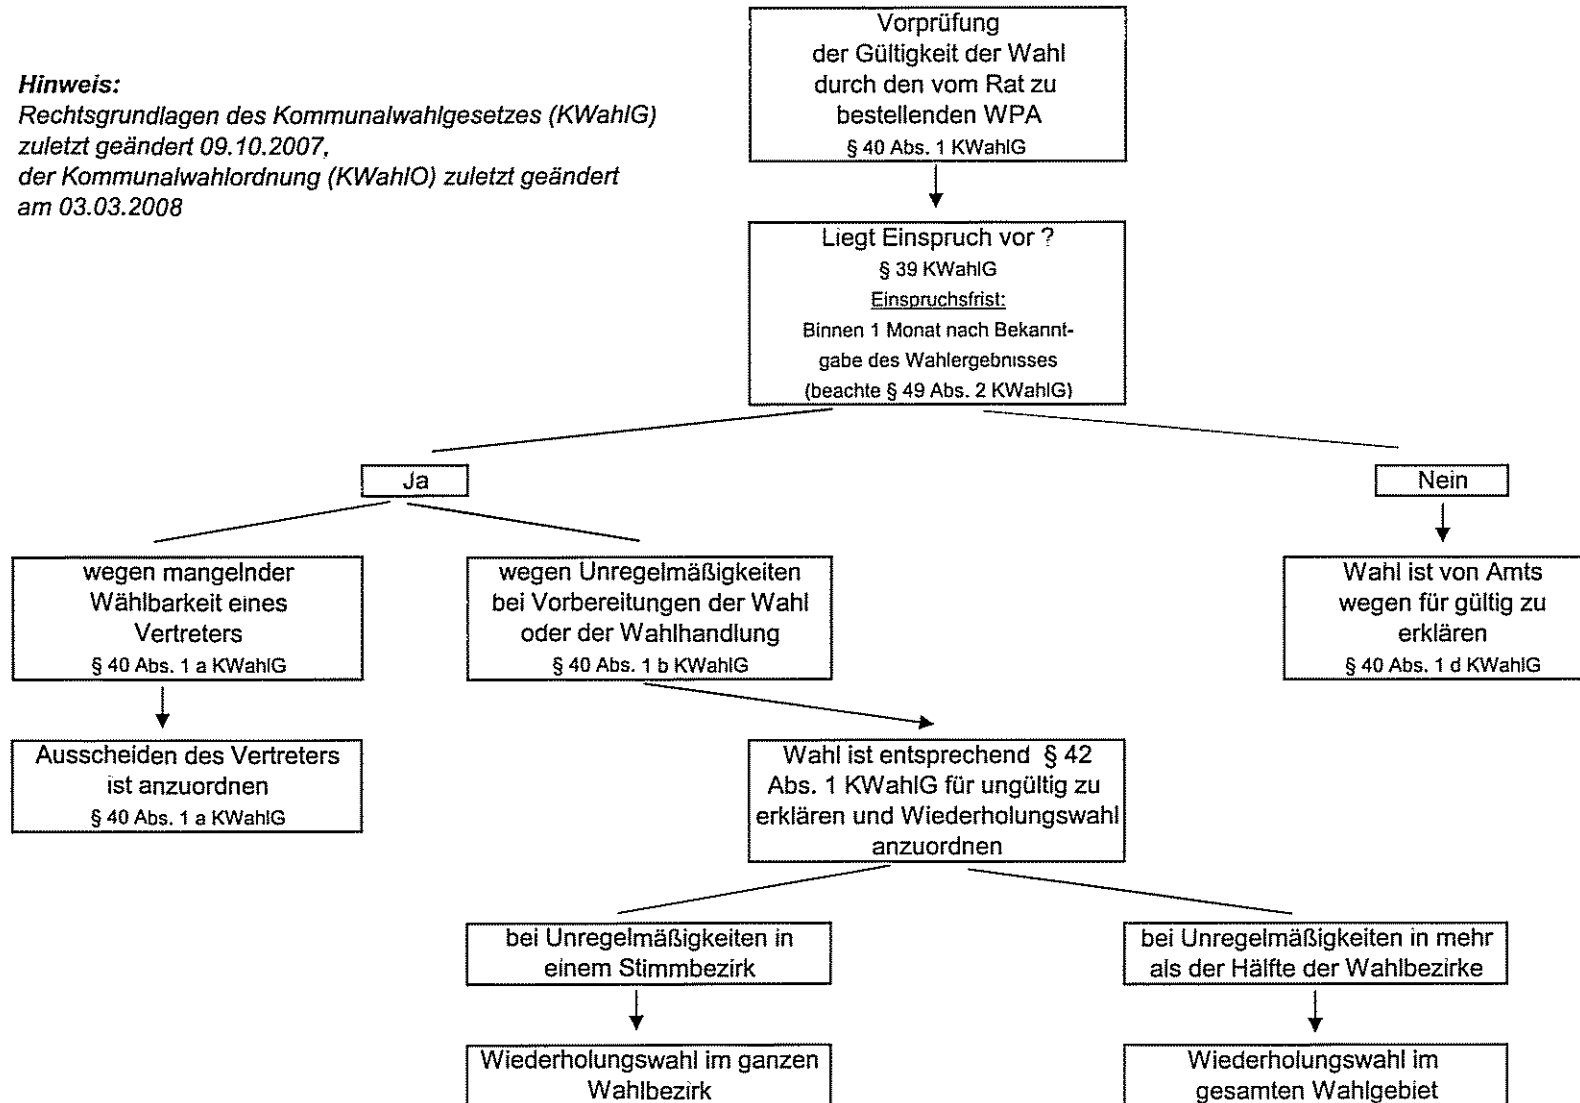 Hinweis:
Rechtsgrundlagen des Kommunalwahlgesetzes (KWahlG)
zuletzt geändert 09.10.2007,
der Kommunalwahlordnung (KWahlO) zuletzt geändert
am 03.03.2008
Vorprüfung
der Gültigkeit der Wahl
durch den vom Rat zu
bestellenden WPA
§ 40 Abs. 1 KWahlG
Liegt Einspruch vor ?
§ 39 KWahlG
Einspruchsfrist:
Binnen 1 Monat nach Bekannt-
gabe des Wahlergebnisses
(beachte § 49 Abs. 2 KWahlG)
Ja
Nein
wegen mangelnder
Wählbarkeit eines
Vertreters
§ 40 Abs. 1 a KWahlG
wegen Unregelmäßigkeiten
bei Vorbereitungen der Wahl
oder der Wahlhandlung
§ 40 Abs. 1 b KWahlG
Wahl ist von Amts
wegen für gültig zu
erklären
§ 40 Abs. 1 d KWahlG
Ausscheiden des Vertreters
ist anzuordnen
§ 40 Abs. 1 a KWahlG
Wahl ist entsprechend § 42
Abs. 1 KWahlG für ungültig zu
erklären und Wiederholungswahl
anzuordnen
bei Unregelmäßigkeiten in
einem Stimmbezirk
bei Unregelmäßigkeiten in mehr
als der Hälfte der Wahlbezirke
Wiederholungswahl im ganzen
Wahlbezirk
Wiederholungswahl im
gesamten Wahlgebiet